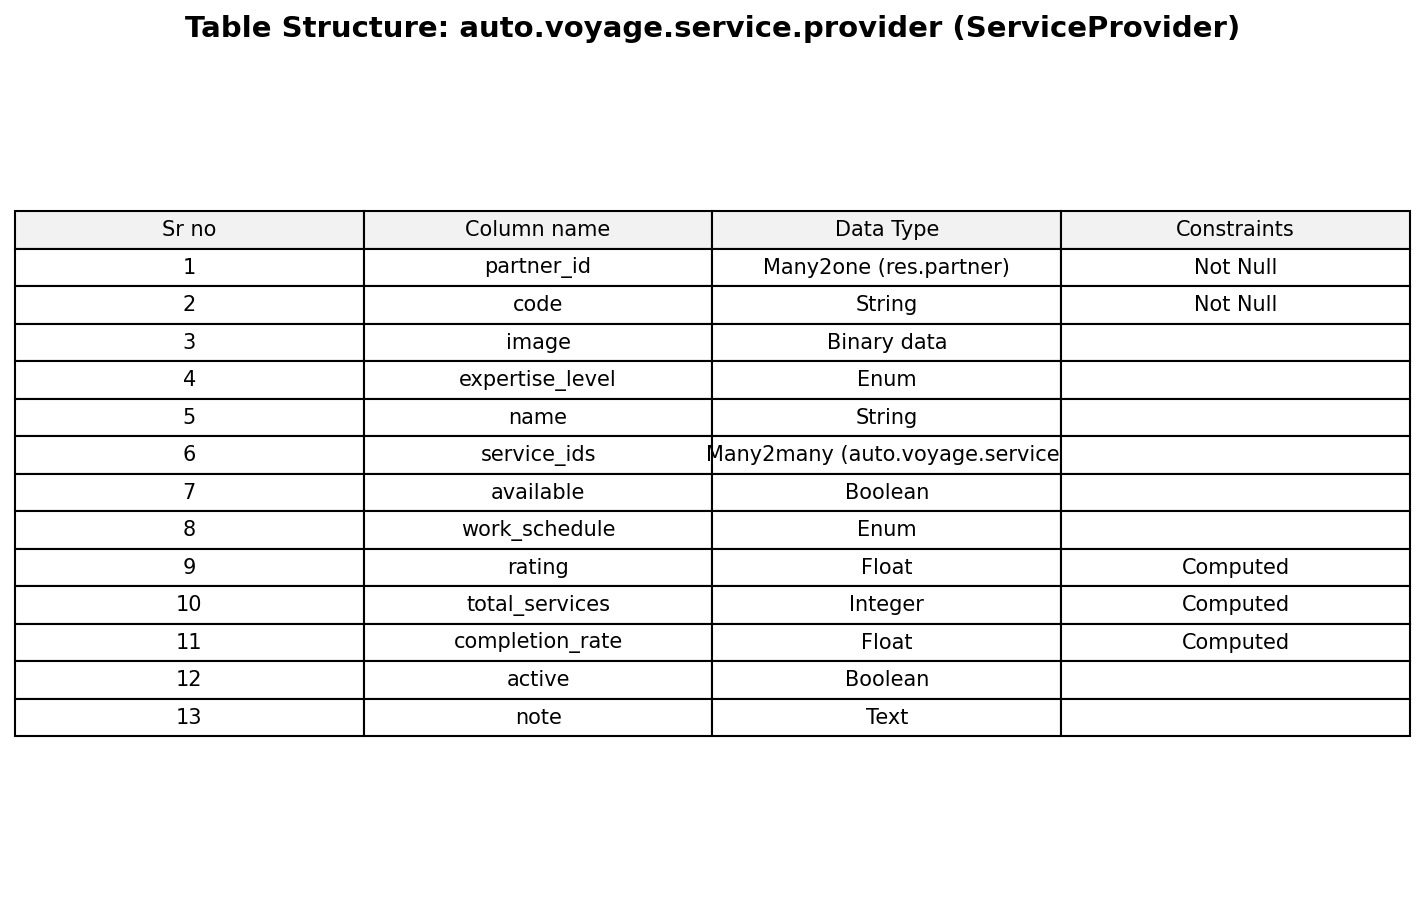 Table Structure: auto.voyage.service.provider (ServiceProvider)
Sr no Column name Data Type Constraints
1 partner_id Many2one (res.partner) Not Null
2 code String Not Null
3 image Binary data
4 expertise_level Enum
5 name String
6 service_ids Many2many (auto.voyage.service
7 available Boolean
8 work_schedule Enum
9 rating Float Computed
10 total_services Integer Computed
11 completion_rate Float Computed
12 active Boolean
13 note Text